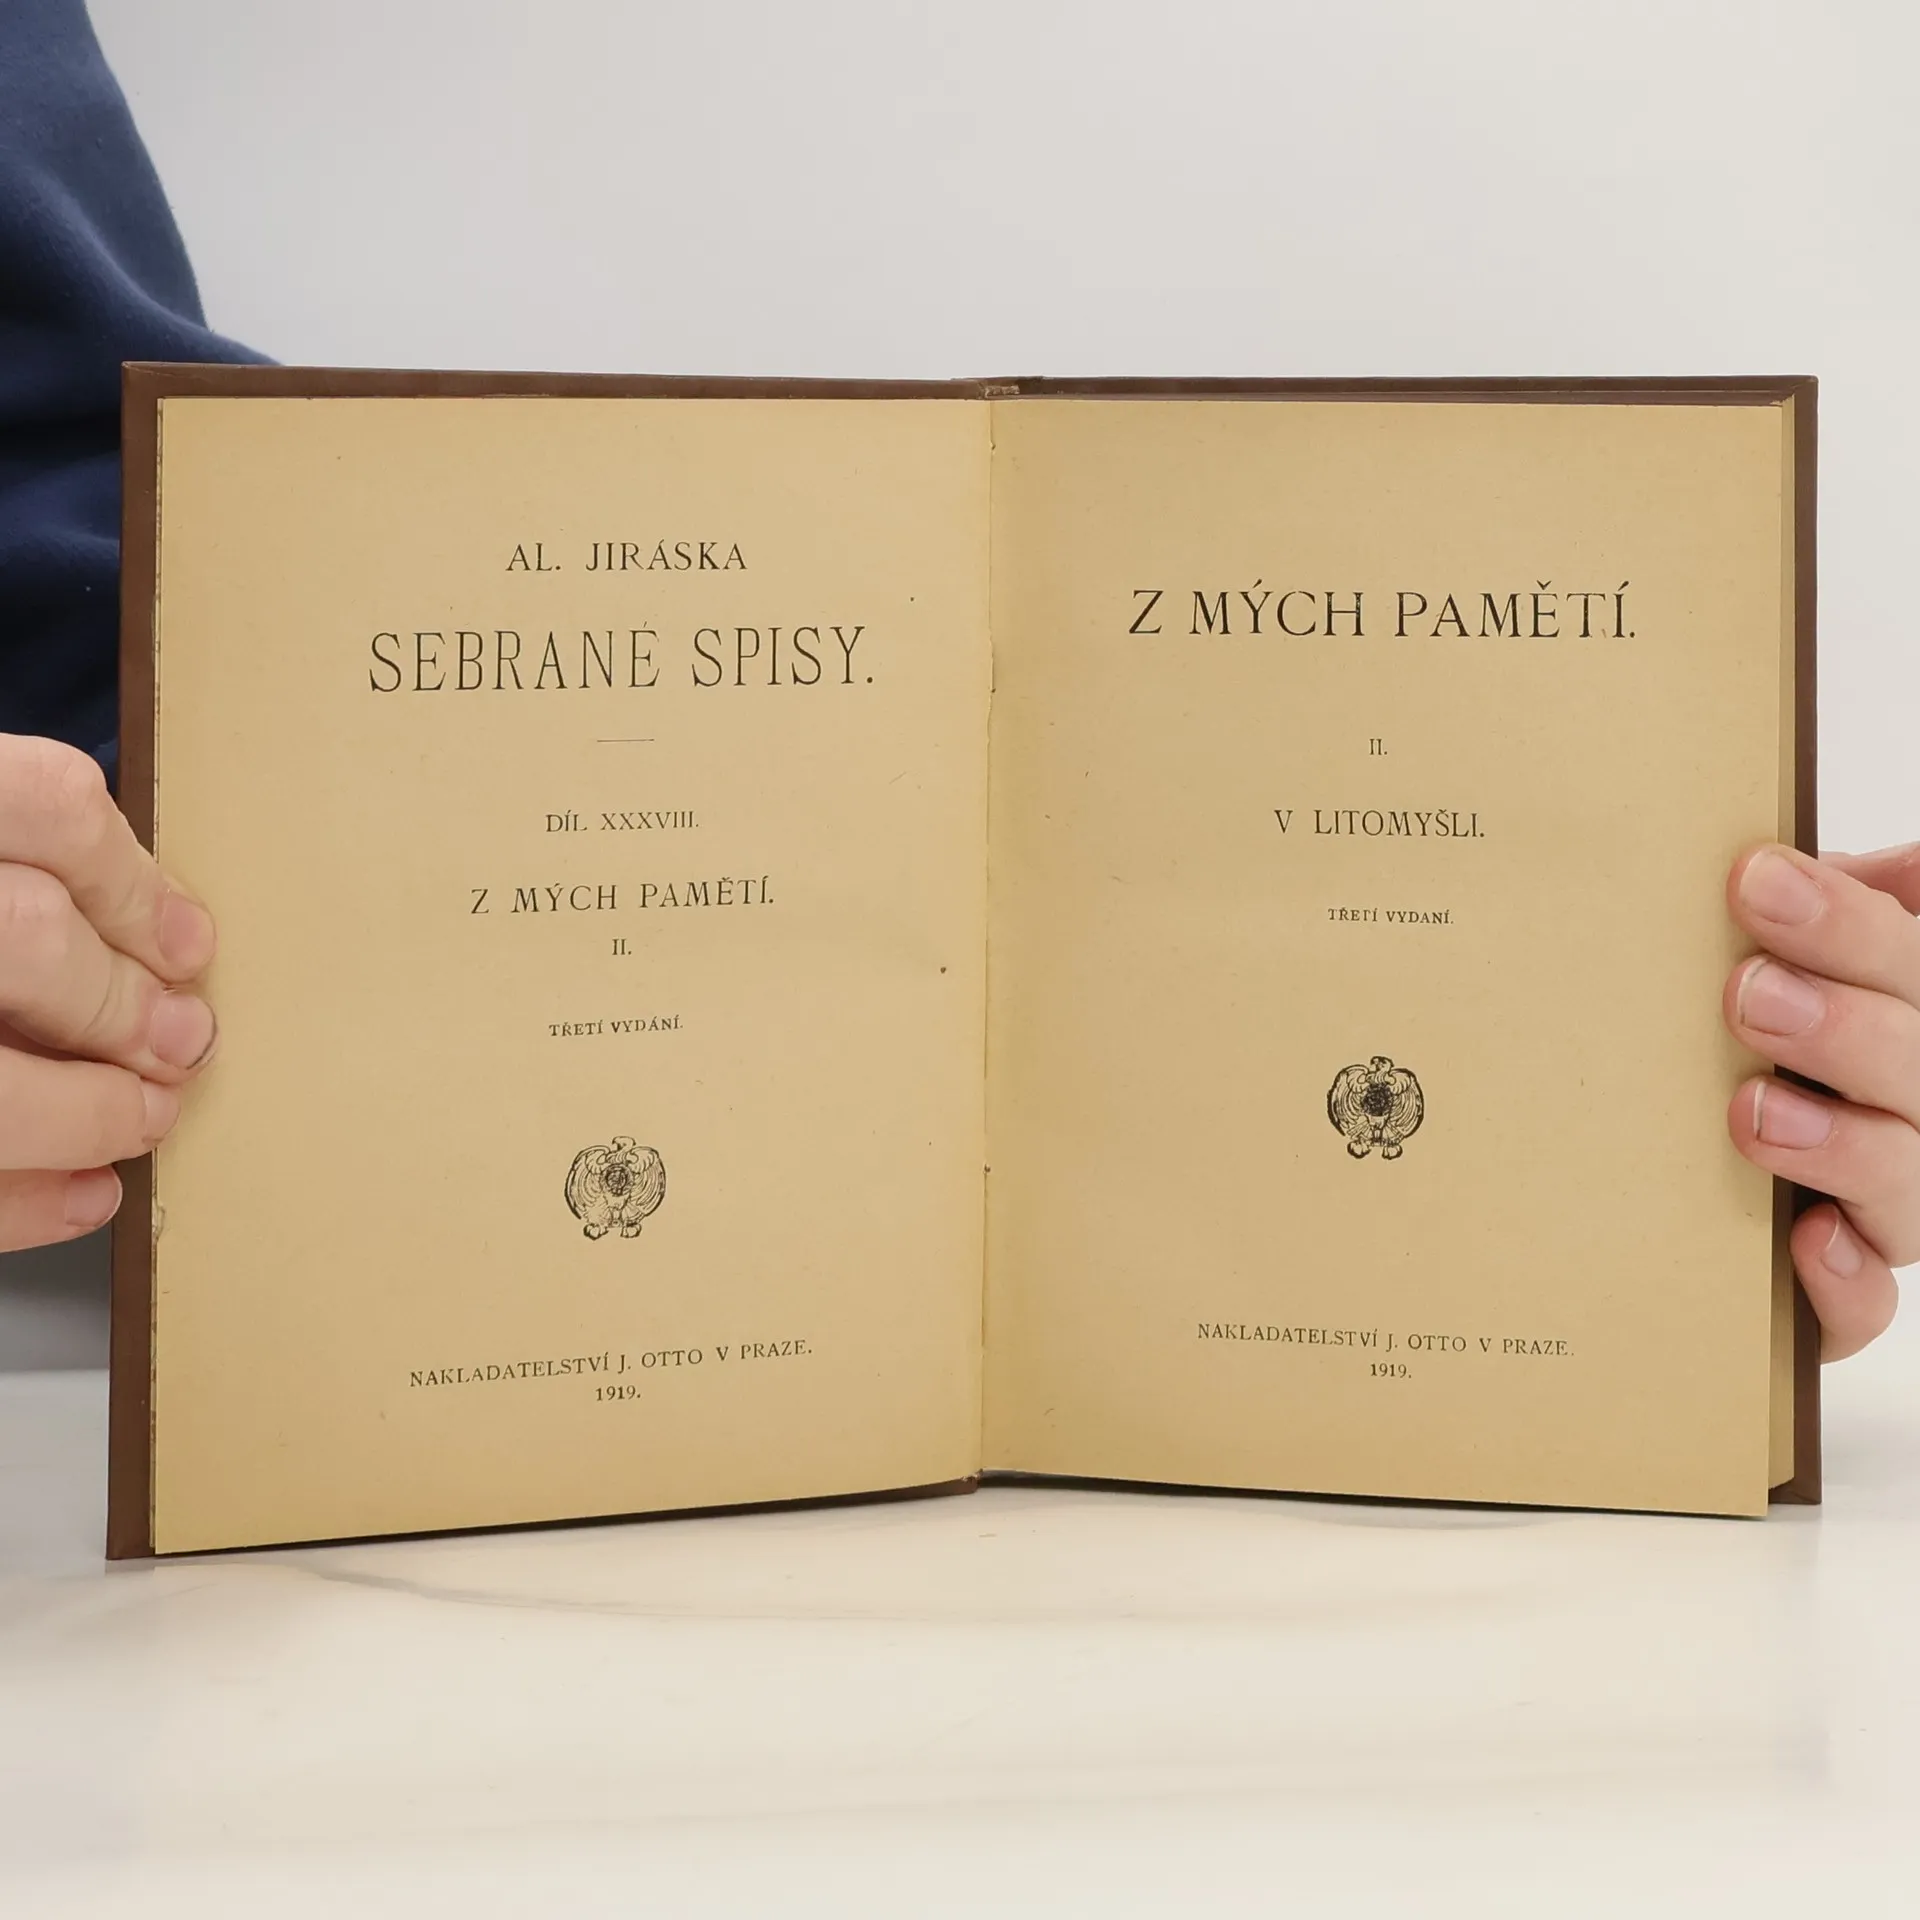 AL. JIRÁSKA
SEBRANÉ SPISY.
DÍL XXXVIII.
Z MÝCH PAMĚTÍ.
II.
TŘETÍ VYDÁNÍ.
NAKLADATELSTVÍ J. OTTO V PRAZE.
1919.
Z MÝCH PAMĚTÍ.
II.
V LITOMYŠLI.
TŘETÍ VYDANÍ.
NAKLADATELSTVÍ J. OTTO V PRAZE.
1919.